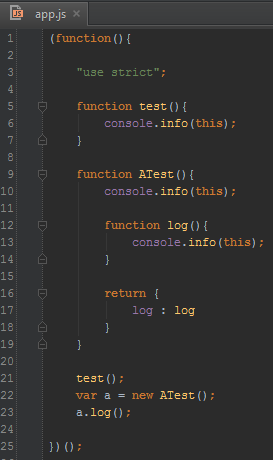 app.js
1 (function(){
2
3     "use strict";
4
5     function test(){
6         console.info(this);
7     }
8
9     function ATest(){
10         console.info(this);
11
12         function log(){
13             console.info(this);
14         }
15
16         return {
17             log : log
18         }
19     }
20
21     test();
22     var a = new ATest();
23     a.log();
24
25 })();